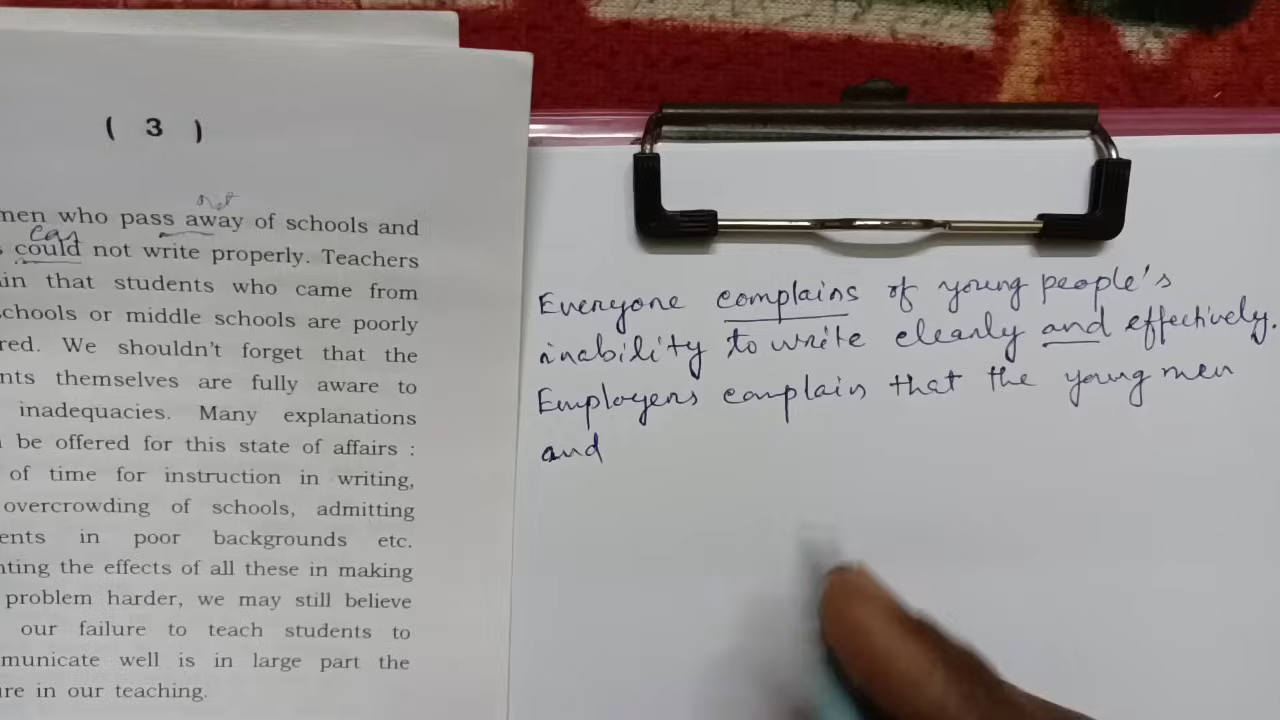 ( 3 )
not
men who pass away of schools and
can
could not write properly. Teachers
in that students who came from
chools or middle schools are poorly
red. We shouldn't forget that the
nts themselves are fully aware to
inadequacies. Many explanations
be offered for this state of affairs :
of time for instruction in writing,
overcrowding of schools, admitting
ents in poor backgrounds etc.
nting the effects of all these in making
problem harder, we may still believe
our failure to teach students to
municate well is in large part the
ure in our teaching.
Everyone complains of young people's
inability to write clearly and effectively.
Employers complain that the young men
and